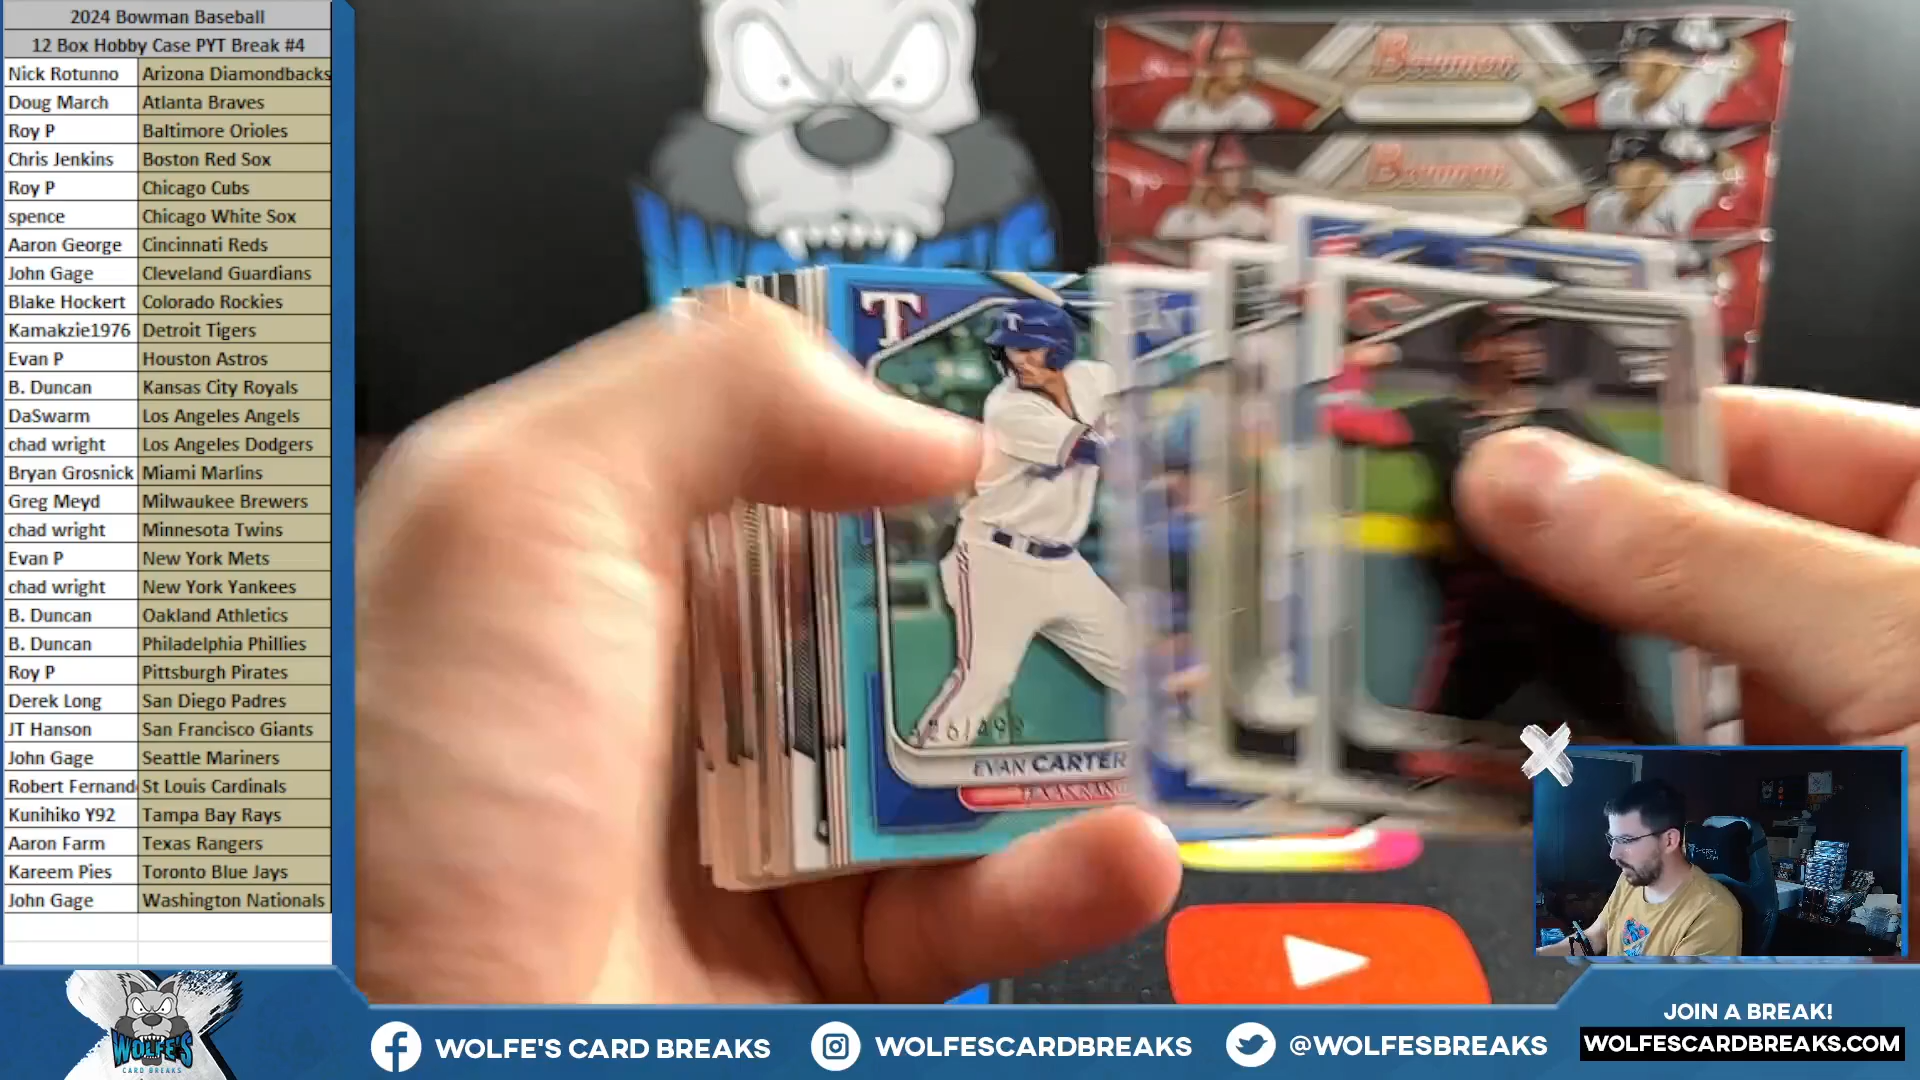 2024 Bowman Baseball
12 Box Hobby Case PYT Break #4
Nick Rotunno Arizona Diamondbacks
Doug March Atlanta Braves
Roy P Baltimore Orioles
Chris Jenkins Boston Red Sox
Roy P Chicago Cubs
spence Chicago White Sox
Aaron George Cincinnati Reds
John Gage Cleveland Guardians
Blake Hockert Colorado Rockies
Kamakzie1976 Detroit Tigers
Evan P Houston Astros
B. Duncan Kansas City Royals
DaSwarm Los Angeles Angels
chad wright Los Angeles Dodgers
Bryan Grosnick Miami Marlins
Greg Meyd Milwaukee Brewers
chad wright Minnesota Twins
Evan P New York Mets
chad wright New York Yankees
B. Duncan Oakland Athletics
B. Duncan Philadelphia Phillies
Roy P Pittsburgh Pirates
Derek Long San Diego Padres
JT Hanson San Francisco Giants
John Gage Seattle Mariners
Robert Fernand St Louis Cardinals
Kunihiko Y92 Tampa Bay Rays
Aaron Farm Texas Rangers
Kareem Pies Toronto Blue Jays
John Gage Washington Nationals
Bowman
Bowman
WOLFE'S
T
EVAN CARTER
WOLFE'S
CARD BREAKS
WOLFE'S CARD BREAKS
WOLFESCARDBREAKS
@WOLFESBREAKS
JOIN A BREAK!
WOLFESCARDBREAKS.COM